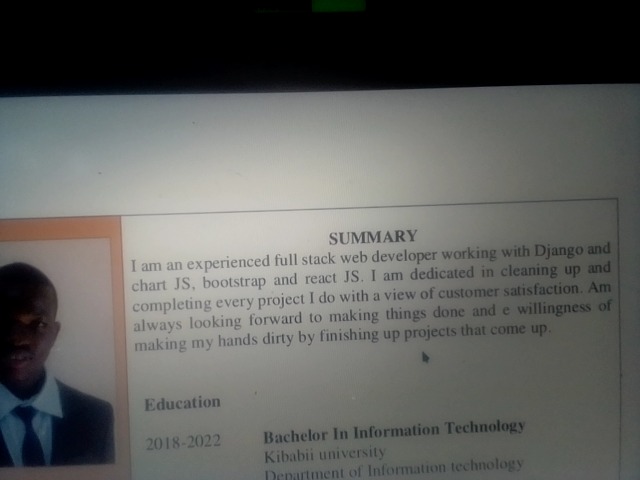 SUMMARY
I am an experienced full stack web developer working with Django and
chart JS, bootstrap and react JS. I am dedicated in cleaning up and
completing every project I do with a view of customer satisfaction. Am
always looking forward to making things done and e willingness of
making my hands dirty by finishing up projects that come up.
Education
2018-2022 Bachelor In Information Technology
Kibabii university
Department of Information technology